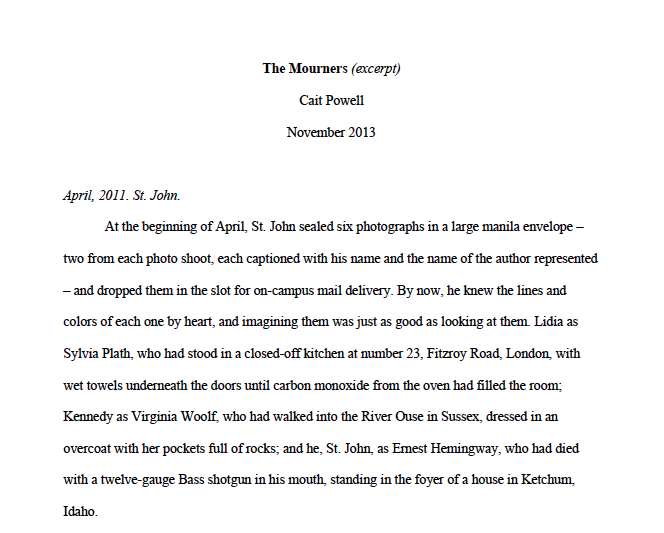 The Mourners (excerpt)
Cait Powell
November 2013
April, 2011. St. John.
At the beginning of April, St. John sealed six photographs in a large manila envelope –
two from each photo shoot, each captioned with his name and the name of the author represented
– and dropped them in the slot for on-campus mail delivery. By now, he knew the lines and
colors of each one by heart, and imagining them was just as good as looking at them. Lidia as
Sylvia Plath, who had stood in a closed-off kitchen at number 23, Fitzroy Road, London, with
wet towels underneath the doors until carbon monoxide from the oven had filled the room;
Kennedy as Virginia Woolf, who had walked into the River Ouse in Sussex, dressed in an
overcoat with her pockets full of rocks; and he, St. John, as Ernest Hemingway, who had died
with a twelve-gauge Bass shotgun in his mouth, standing in the foyer of a house in Ketchum,
Idaho.